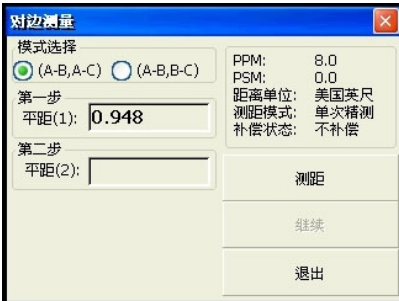 对边测量
模式选择
(A-B,A-C) (A-B,B-C)
第一步
平距(1): 0.948
第二步
平距(2):
PPM: 8.0
PSM: 0.0
距离单位: 美国英尺
测距模式: 单次精测
补偿状态: 不补偿
测距
继续
退出